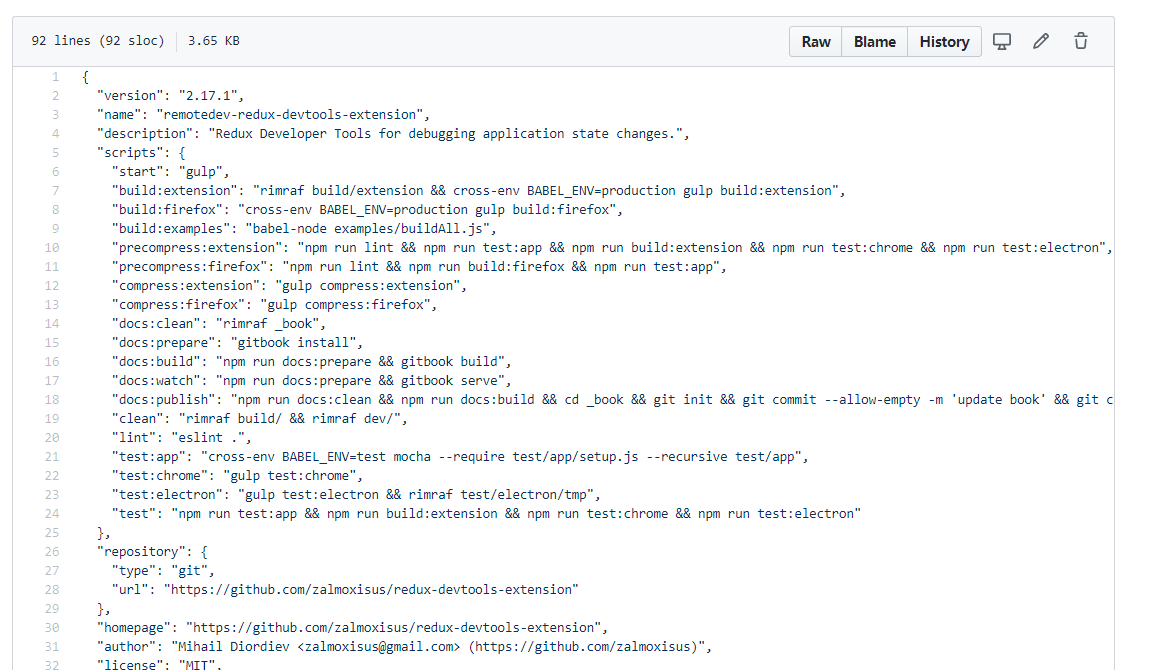 92 lines (92 sloc) 3.65 KB Raw Blame History
1 {
2 "version": "2.17.1",
3 "name": "remotedev-redux-devtools-extension",
4 "description": "Redux Developer Tools for debugging application state changes.",
5 "scripts": {
6 "start": "gulp",
7 "build:extension": "rimraf build/extension && cross-env BABEL_ENV=production gulp build:extension",
8 "build:firefox": "cross-env BABEL_ENV=production gulp build:firefox",
9 "build:examples": "babel-node examples/buildAll.js",
10 "precompress:extension": "npm run lint && npm run test:app && npm run build:extension && npm run test:chrome && npm run test:electron",
11 "precompress:firefox": "npm run lint && npm run build:firefox && npm run test:app",
12 "compress:extension": "gulp compress:extension",
13 "compress:firefox": "gulp compress:firefox",
14 "docs:clean": "rimraf _book",
15 "docs:prepare": "gitbook install",
16 "docs:build": "npm run docs:prepare && gitbook build",
17 "docs:watch": "npm run docs:prepare && gitbook serve",
18 "docs:publish": "npm run docs:clean && npm run docs:build && cd _book && git init && git commit --allow-empty -m 'update book' && git c
19 "clean": "rimraf build/ && rimraf dev/",
20 "lint": "eslint .",
21 "test:app": "cross-env BABEL_ENV=test mocha --require test/app/setup.js --recursive test/app",
22 "test:chrome": "gulp test:chrome",
23 "test:electron": "gulp test:electron && rimraf test/electron/tmp",
24 "test": "npm run test:app && npm run build:extension && npm run test:chrome && npm run test:electron"
25 },
26 "repository": {
27 "type": "git",
28 "url": "https://github.com/zalmoxisus/redux-devtools-extension"
29 },
30 "homepage": "https://github.com/zalmoxisus/redux-devtools-extension",
31 "author": "Mihail Diordiev <zalmoxisus@gmail.com> (https://github.com/zalmoxisus)",
32 "license": "MIT",